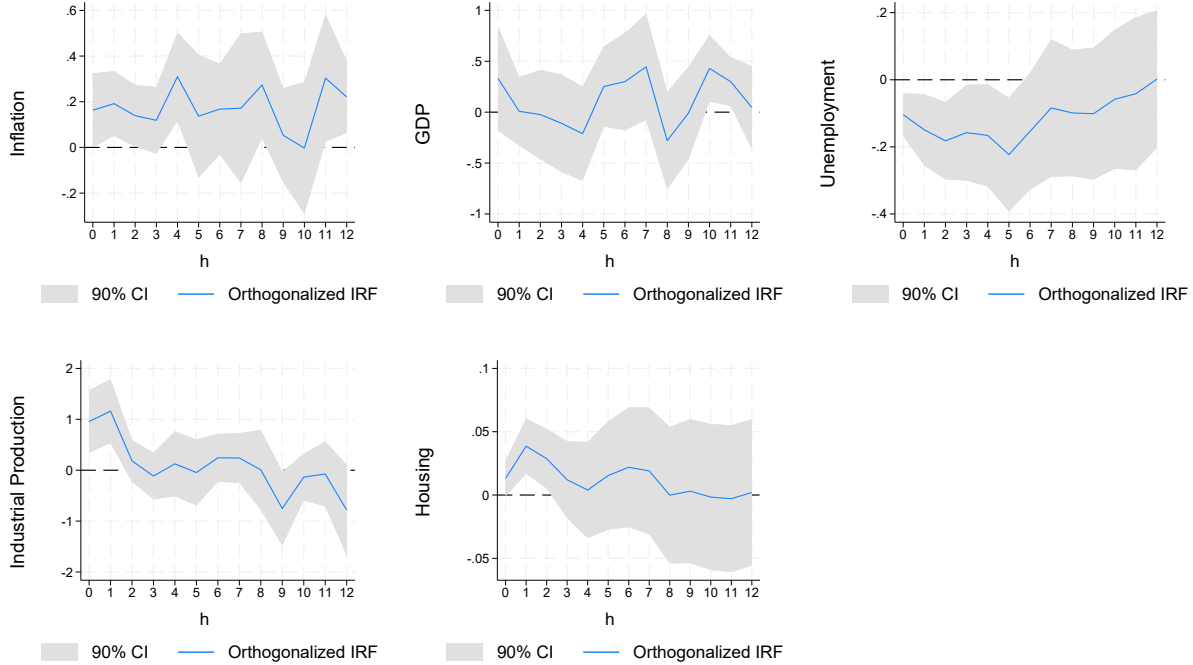 Inflation
.6
.4
.2
0
-.2
0 1 2 3 4 5 6 7 8 9 10 11 12
h
90% CI Orthogonalized IRF
GDP
1
.5
0
-.5
-1
0 1 2 3 4 5 6 7 8 9 10 11 12
h
90% CI Orthogonalized IRF
Unemployment
.2
0
-.2
-.4
0 1 2 3 4 5 6 7 8 9 10 11 12
h
90% CI Orthogonalized IRF
Industrial Production
2
1
0
-1
-2
0 1 2 3 4 5 6 7 8 9 10 11 12
h
90% CI Orthogonalized IRF
Housing
.1
.05
0
-.05
0 1 2 3 4 5 6 7 8 9 10 11 12
h
90% CI Orthogonalized IRF